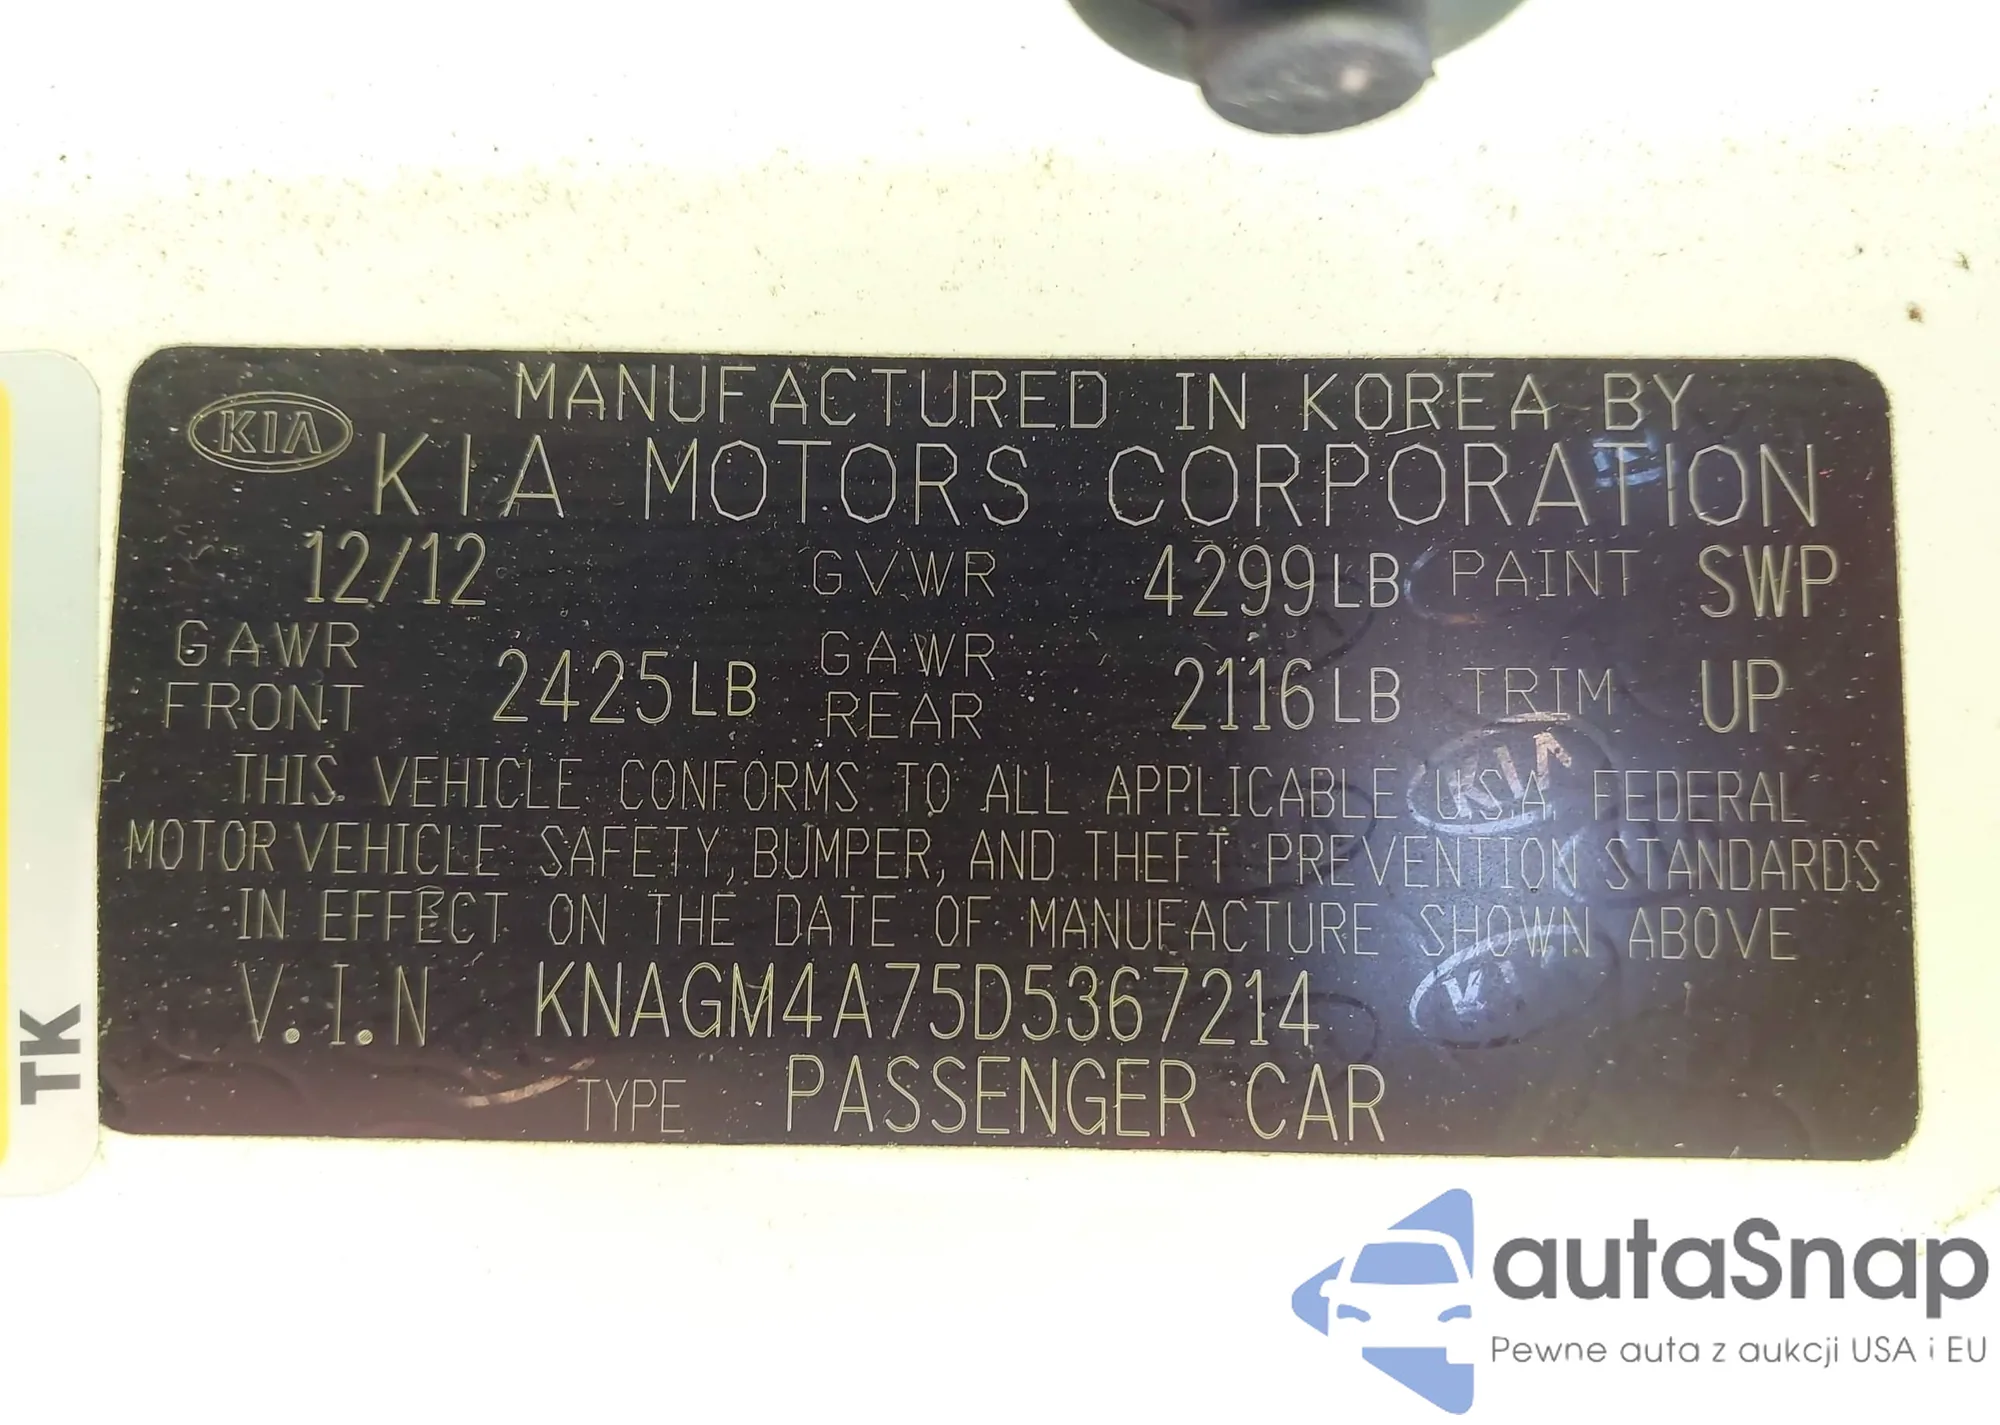 MANUFACTURED IN KOREA BY
KIA
KIA MOTORS CORPORATION
12/12 GVWR 4299LB PAINT SWP
GAWR FRONT 2425LB GAWR REAR 2116LB TRIM UP
THIS VEHICLE CONFORMS TO ALL APPLICABLE U.S.A. FEDERAL
MOTOR VEHICLE SAFETY, BUMPER, AND THEFT PREVENTION STANDARDS
IN EFFECT ON THE DATE OF MANUFACTURE SHOWN ABOVE
V.I.N KNAGM4A75D5367214
TYPE PASSENGER CAR
KIA
TK
autaSnap
Pewne auta z aukcji USA i EU